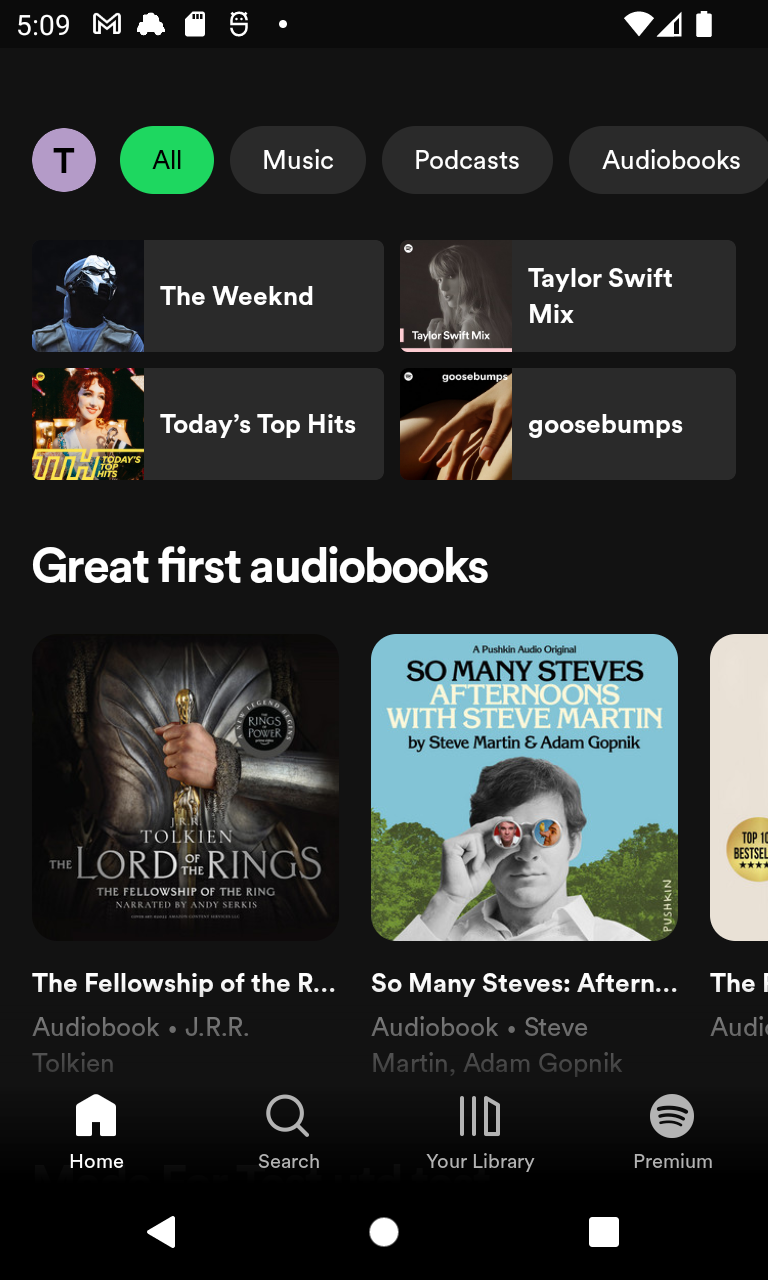 5:09
T
All
Music
Podcasts
Audiobooks
The Weeknd
Taylor Swift Mix
Taylor Swift
Mix
TTH TODAY'S
TOP
HITS
Today's Top Hits
goosebumps
goosebumps
Great first audiobooks
A NEW LEGEND BEGINS
THE
RINGS
OF
POWER
J.R.R.
TOLKIEN
THE LORD OF THE RINGS
THE FELLOWSHIP OF THE RING
NARRATED BY ANDY SERKIS
A Pushkin Audio Original
SO MANY STEVES
AFTERNOONS
WITH STEVE MARTIN
by Steve Martin & Adam Gopnik
PUSHKIN
TOP 10
BESTSEL
The Fellowship of the R...
Audiobook • J.R.R.
Tolkien
So Many Steves: Aftern...
Audiobook • Steve
Martin, Adam Gopnik
The
Audi
Home
Search
Your Library
Premium